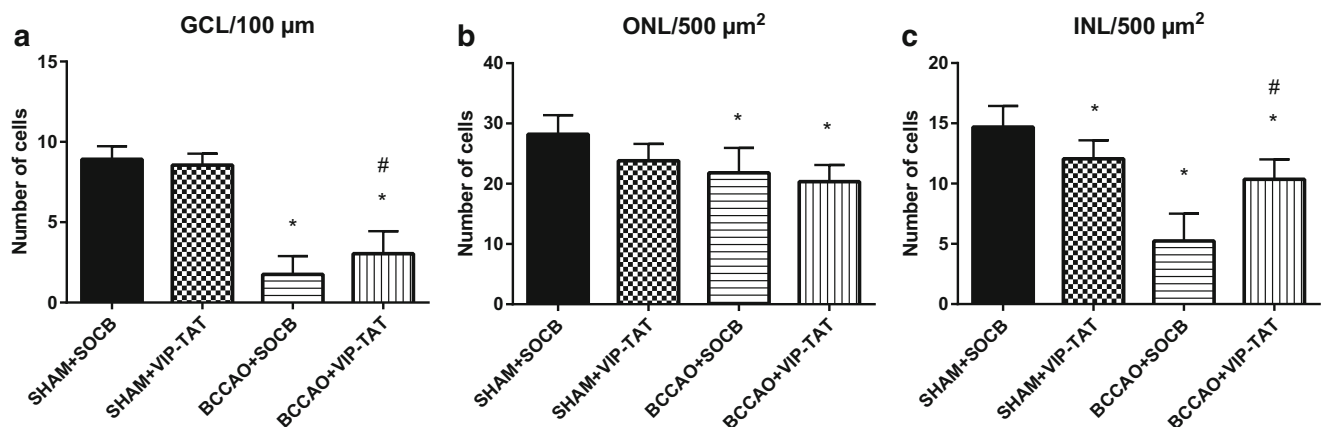 a
GCL/100 µm
Number of cells
15
10
5
0
#
*
*
SHAM+SOCB
SHAM+VIP-TAT
BCCAO+SOCB
BCCAO+VIP-TAT
b
ONL/500 µm²
Number of cells
40
30
20
10
0
*
*
SHAM+SOCB
SHAM+VIP-TAT
BCCAO+SOCB
BCCAO+VIP-TAT
c
INL/500 µm²
Number of cells
20
15
10
5
0
*
*
#
*
SHAM+SOCB
SHAM+VIP-TAT
BCCAO+SOCB
BCCAO+VIP-TAT